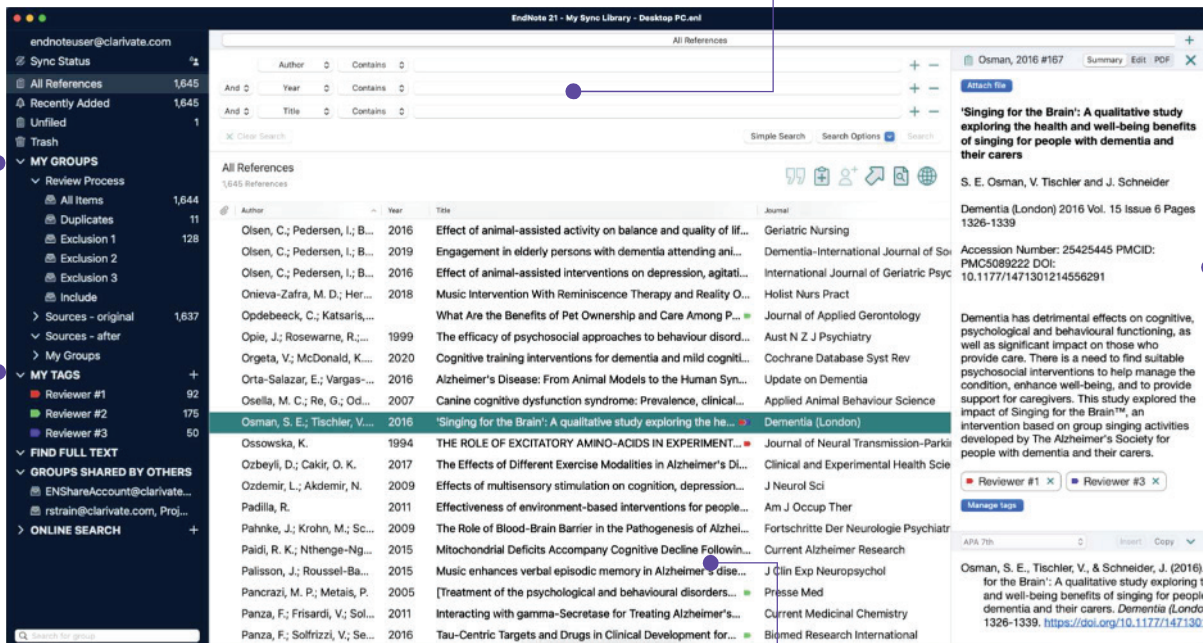 EndNote 21 - My Sync Library - Desktop PC.enl
endnoteuser@clarivate.com
Sync Status
All References 1,645
Recently Added 1,645
Unfiled 1
Trash
MY GROUPS
Review Process
All Items 1,644
Duplicates 11
Exclusion 1 128
Exclusion 2
Exclusion 3
Include
Sources - original 1,637
Sources - after
My Groups
MY TAGS +
Reviewer #1 92
Reviewer #2 175
Reviewer #3 50
FIND FULL TEXT
GROUPS SHARED BY OTHERS
ENShareAccount@clarivate...
rstrain@clarivate.com, Proj...
ONLINE SEARCH +
Search for group
All References +
Author Contains + −
And Year Contains + −
And Title Contains + −
× Clear Search Simple Search Search Options Search
All References
1,645 References
Author Year Title Journal
Olsen, C.; Pedersen, I.; B... 2016 Effect of animal-assisted activity on balance and quality of lif... Geriatric Nursing
Olsen, C.; Pedersen, I.; B... 2019 Engagement in elderly persons with dementia attending ani... Dementia-International Journal of So
Olsen, C.; Pedersen, I.; B... 2016 Effect of animal-assisted interventions on depression, agitati... International Journal of Geriatric Psyc
Onieva-Zafra, M. D.; Her... 2018 Music Intervention With Reminiscence Therapy and Reality O... Holist Nurs Pract
Opdebeeck, C.; Katsaris,... What Are the Benefits of Pet Ownership and Care Among P... Journal of Applied Gerontology
Opie, J.; Rosewarne, R.;... 1999 The efficacy of psychosocial approaches to behaviour disord... Aust N Z J Psychiatry
Orgeta, V.; McDonald, K.... 2020 Cognitive training interventions for dementia and mild cogniti... Cochrane Database Syst Rev
Orta-Salazar, E.; Vargas-... 2016 Alzheimer's Disease: From Animal Models to the Human Syn... Update on Dementia
Osella, M. C.; Re, G.; Od... 2007 Canine cognitive dysfunction syndrome: Prevalence, clinical... Applied Animal Behaviour Science
Osman, S. E.; Tischler, V.... 2016 'Singing for the Brain': A qualitative study exploring the he... Dementia (London)
Ossowska, K. 1994 THE ROLE OF EXCITATORY AMINO-ACIDS IN EXPERIMENT... Journal of Neural Transmission-Parkin
Ozbeyli, D.; Cakir, O. K. 2017 The Effects of Different Exercise Modalities in Alzheimer's Di... Clinical and Experimental Health Scie
Ozdemir, L.; Akdemir, N. 2009 Effects of multisensory stimulation on cognition, depression... J Neurol Sci
Padilla, R. 2011 Effectiveness of environment-based interventions for people... Am J Occup Ther
Pahnke, J.; Krohn, M.; Sc... 2009 The Role of Blood-Brain Barrier in the Pathogenesis of Alzhei... Fortschritte Der Neurologie Psychiatr
Paidi, R. K.; Nthenge-Ng... 2015 Mitochondrial Deficits Accompany Cognitive Decline Followin... Current Alzheimer Research
Palisson, J.; Roussel-Ba... 2015 Music enhances verbal episodic memory in Alzheimer's dise... J Clin Exp Neuropsychol
Pancrazi, M. P.; Metais, P. 2005 [Treatment of the psychological and behavioural disorders... Presse Med
Panza, F.; Frisardi, V.; Sol... 2011 Interacting with gamma-Secretase for Treating Alzheimer's... Current Medicinal Chemistry
Panza, F.; Solfrizzi, V.; Se... 2016 Tau-Centric Targets and Drugs in Clinical Development for... Biomed Research International
Osman, 2016 #167 Summary Edit PDF ×
Attach file
'Singing for the Brain': A qualitative study
exploring the health and well-being benefits
of singing for people with dementia and
their carers
S. E. Osman, V. Tischler and J. Schneider
Dementia (London) 2016 Vol. 15 Issue 6 Pages
1326-1339
Accession Number: 25425445 PMCID:
PMC5089222 DOI:
10.1177/1471301214556291
Dementia has detrimental effects on cognitive,
psychological and behavioural functioning, as
well as significant impact on those who
provide care. There is a need to find suitable
psychosocial interventions to help manage the
condition, enhance well-being, and to provide
support for caregivers. This study explored the
impact of Singing for the Brain™, an
intervention based on group singing activities
developed by The Alzheimer's Society for
people with dementia and their carers.
Reviewer #1 × Reviewer #3 ×
Manage tags
APA 7th Insert Copy
Osman, S. E., Tischler, V., & Schneider, J. (2016).
for the Brain': A qualitative study exploring t
and well-being benefits of singing for people
dementia and their carers. Dementia (Londo
1326-1339. https://doi.org/10.1177/147130